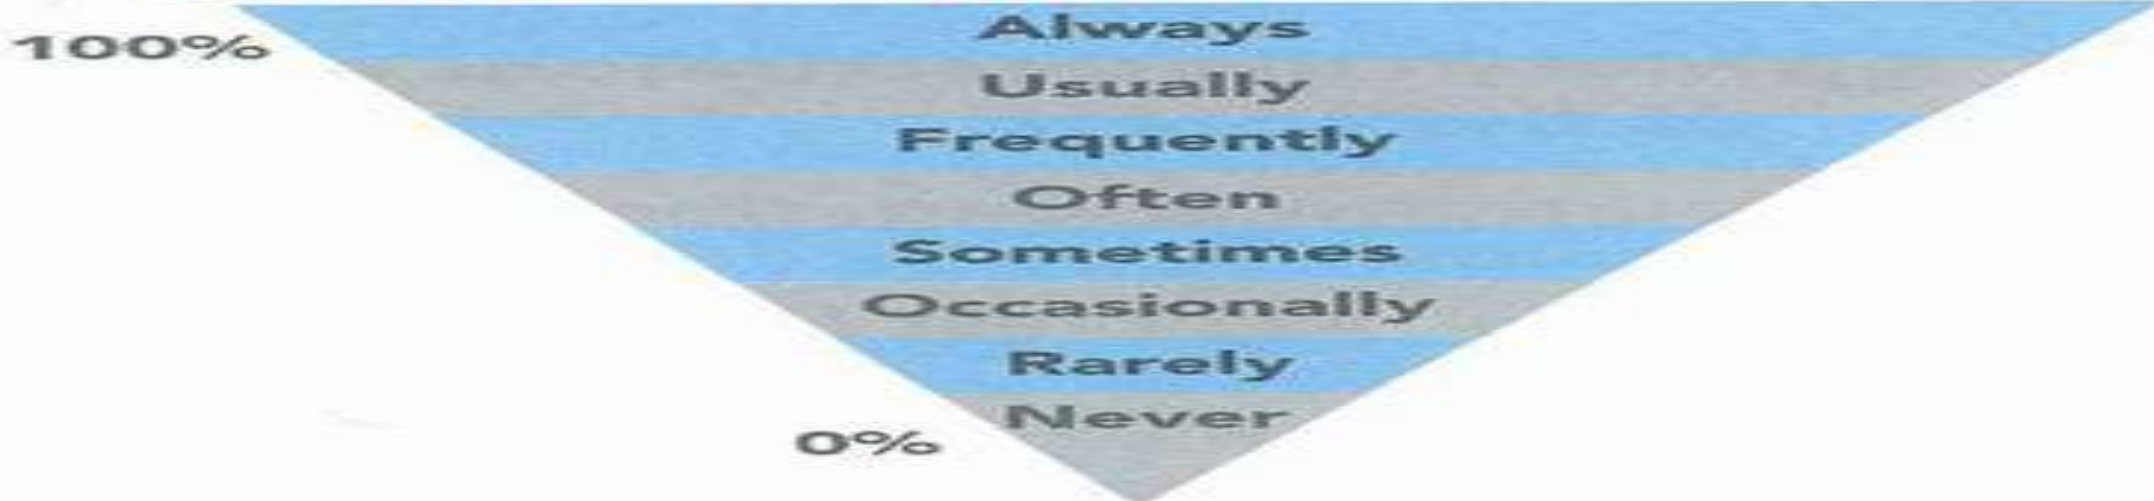 Always
100%
Usually
Frequently
Often
Sometimes
Occasionally
Rarely
Never
0%